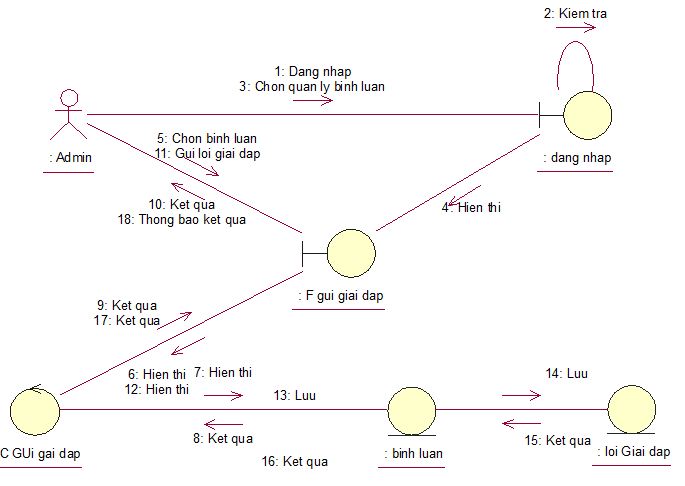 2: Kiem tra
1: Dang nhap
3: Chon quan ly binh luan
: Admin
5: Chon binh luan
11: Gui loi giai dap
: dang nhap
10: Ket qua
18: Thong bao ket qua
4: Hien thi
: F gui giai dap
9: Ket qua
17: Ket qua
6: Hien thi
12: Hien thi
7: Hien thi
13: Luu
14: Luu
8: Ket qua
15: Ket qua
C GUi gai dap
: binh luan
: loi Giai dap
16: Ket qua